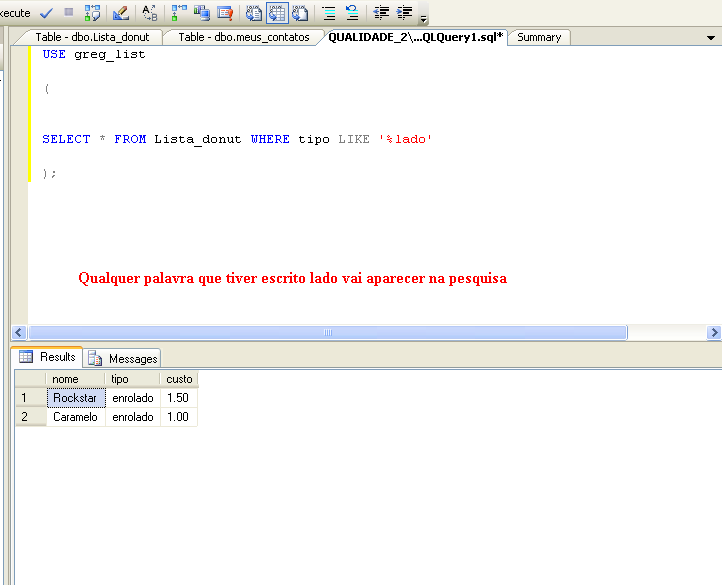 xecute
Table - dbo.Lista_donut Table - dbo.meus_contatos QUALIDADE_2\...QLQuery1.sql* Summary
USE greg_list
(
SELECT * FROM Lista_donut WHERE tipo LIKE '%lado'
);
Qualquer palavra que tiver escrito lado vai aparecer na pesquisa
Results Messages
nome tipo custo
1 Rockstar enrolado 1.50
2 Caramelo enrolado 1.00